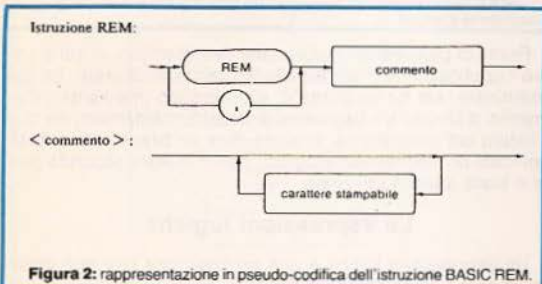 Istruzione REM:
REM
commento
'
< commento > :
carattere stampabile
Figura 2: rappresentazione in pseudo-codifica dell'istruzione BASIC REM.